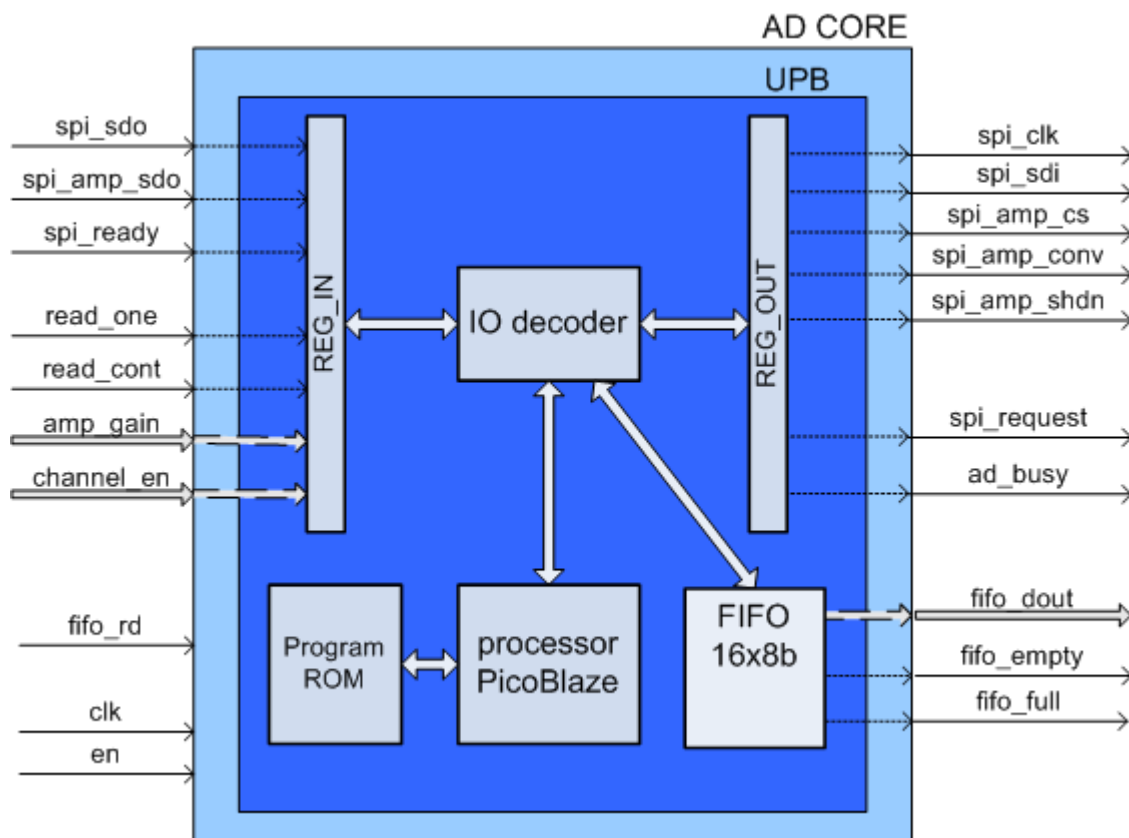 AD CORE
UPB
spi_sdo
spi_amp_sdo
spi_ready
read_one
read_cont
amp_gain
channel_en
fifo_rd
clk
en
REG_IN
IO decoder
REG_OUT
Program
ROM
processor
PicoBlaze
FIFO
16x8b
spi_clk
spi_sdi
spi_amp_cs
spi_amp_conv
spi_amp_shdn
spi_request
ad_busy
fifo_dout
fifo_empty
fifo_full